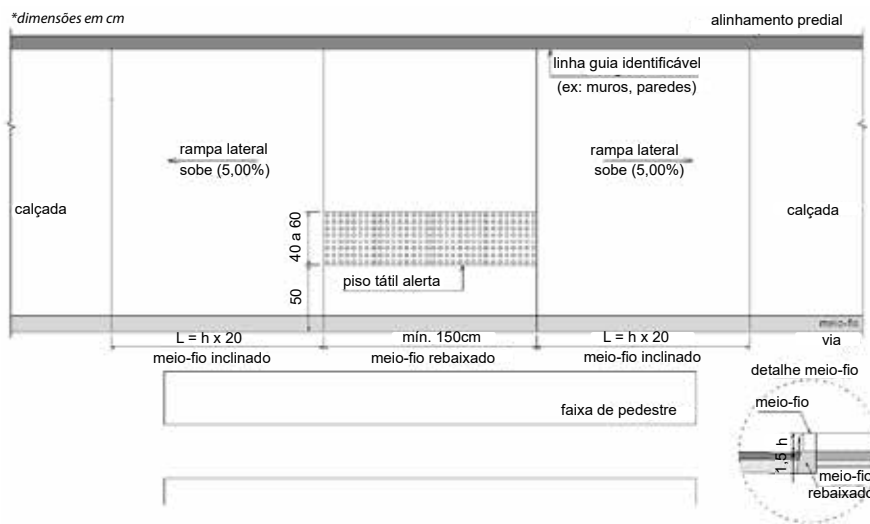 *dimensões em cm
alinhamento predial
linha guia identificável
(ex: muros, paredes)
rampa lateral
sobe (5,00%)
rampa lateral
sobe (5,00%)
calçada
calçada
40 a 60
piso tátil alerta
50
meio-fio
L = h x 20
mín. 150cm
L = h x 20
via
meio-fio inclinado
meio-fio rebaixado
meio-fio inclinado
detalhe meio-fio
faixa de pedestre
meio-fio
1,5 h
meio-fio
rebaixado